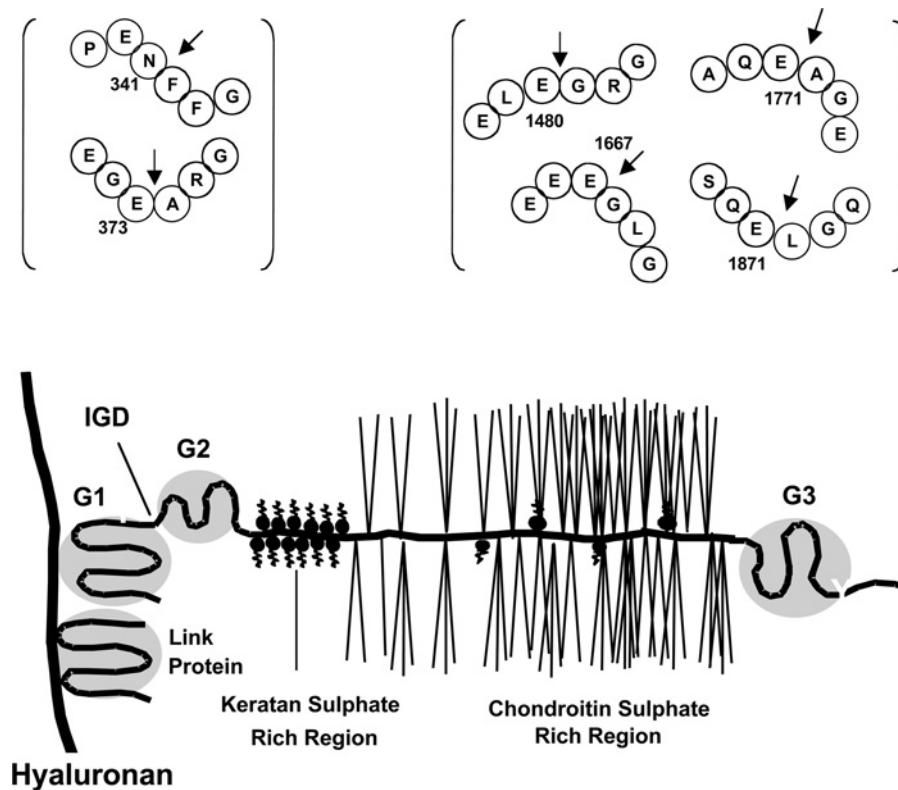 P E N F F G
341
E G E A R G
373
E L E G R G
1480
A Q E A G E
1771
1667
E E E G L G
S Q E L G Q
1871
IGD
G2
G1
G3
Link
Protein
Keratan Sulphate
Rich Region
Chondroitin Sulphate
Rich Region
Hyaluronan